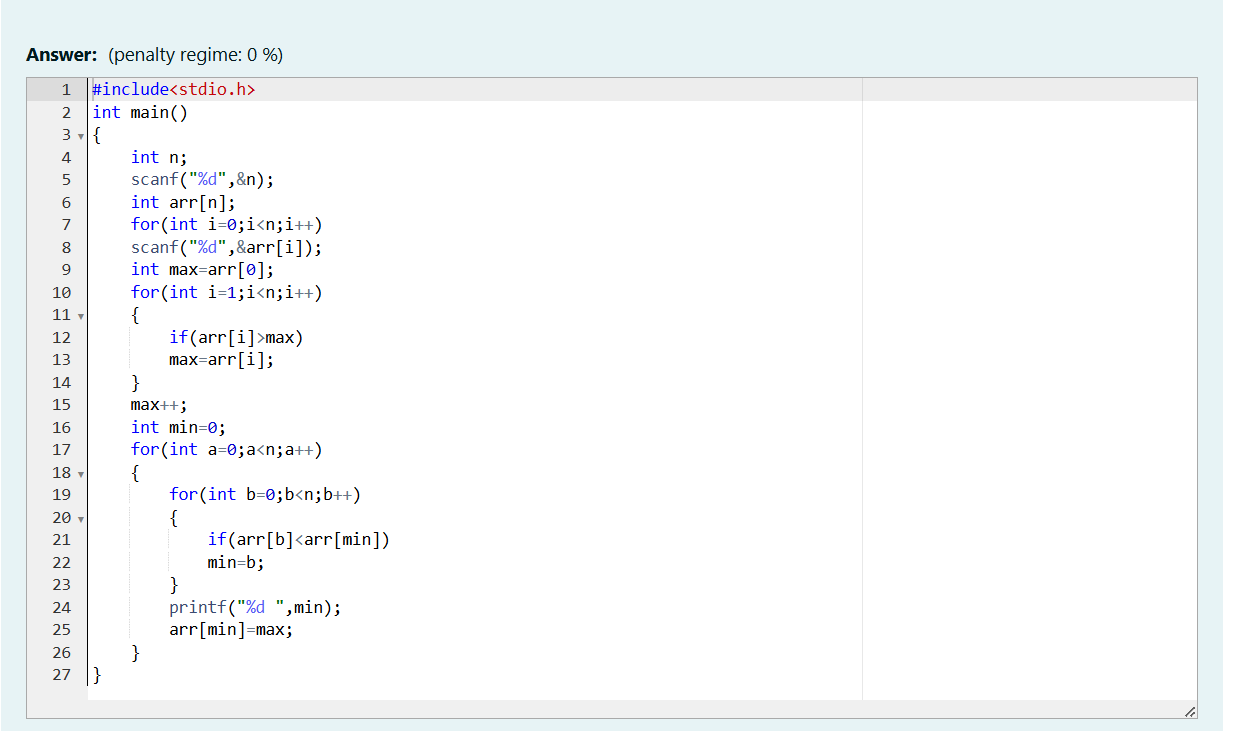 Answer: (penalty regime: 0 %)
1 #include<stdio.h>
2 int main()
3 {
4     int n;
5     scanf("%d",&n);
6     int arr[n];
7     for(int i=0;i<n;i++)
8     scanf("%d",&arr[i]);
9     int max=arr[0];
10     for(int i=1;i<n;i++)
11     {
12         if(arr[i]>max)
13         max=arr[i];
14     }
15     max++;
16     int min=0;
17     for(int a=0;a<n;a++)
18     {
19         for(int b=0;b<n;b++)
20         {
21             if(arr[b]<arr[min])
22             min=b;
23         }
24         printf("%d ",min);
25         arr[min]=max;
26     }
27 }